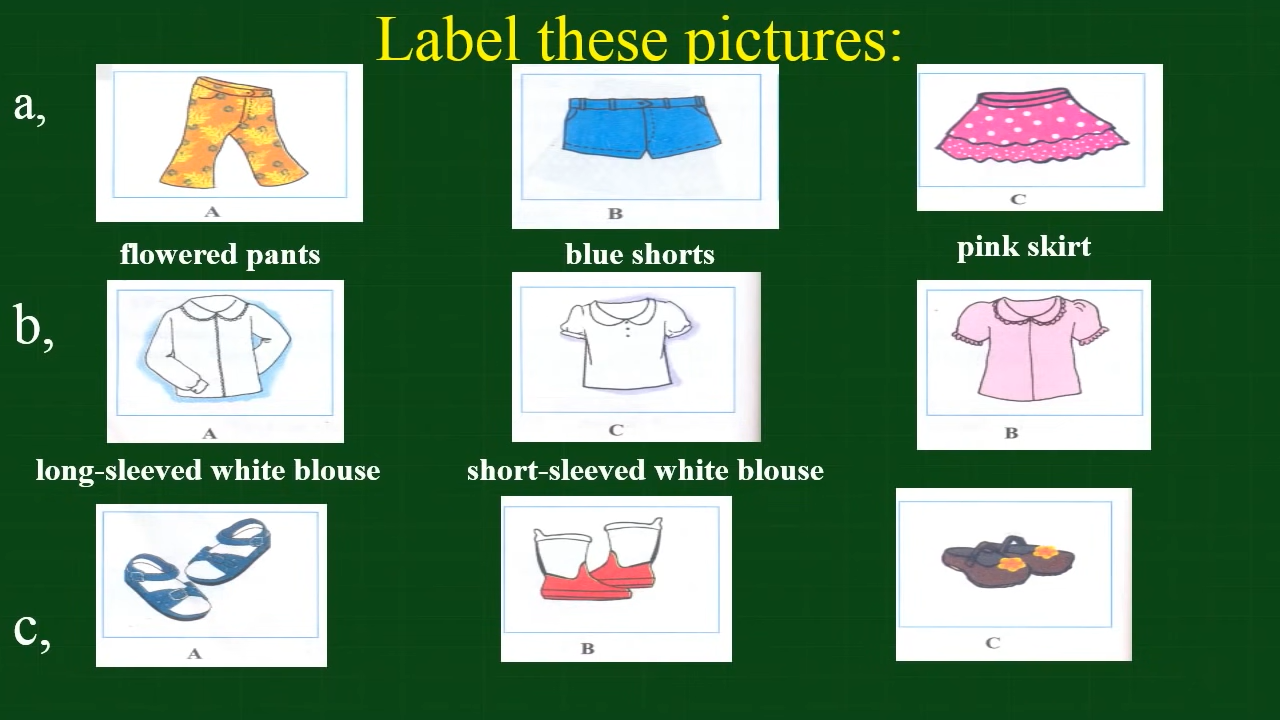 Label these pictures:
a,
A
B
C
flowered pants
blue shorts
pink skirt
b,
A
C
B
long-sleeved white blouse
short-sleeved white blouse
c,
A
B
C